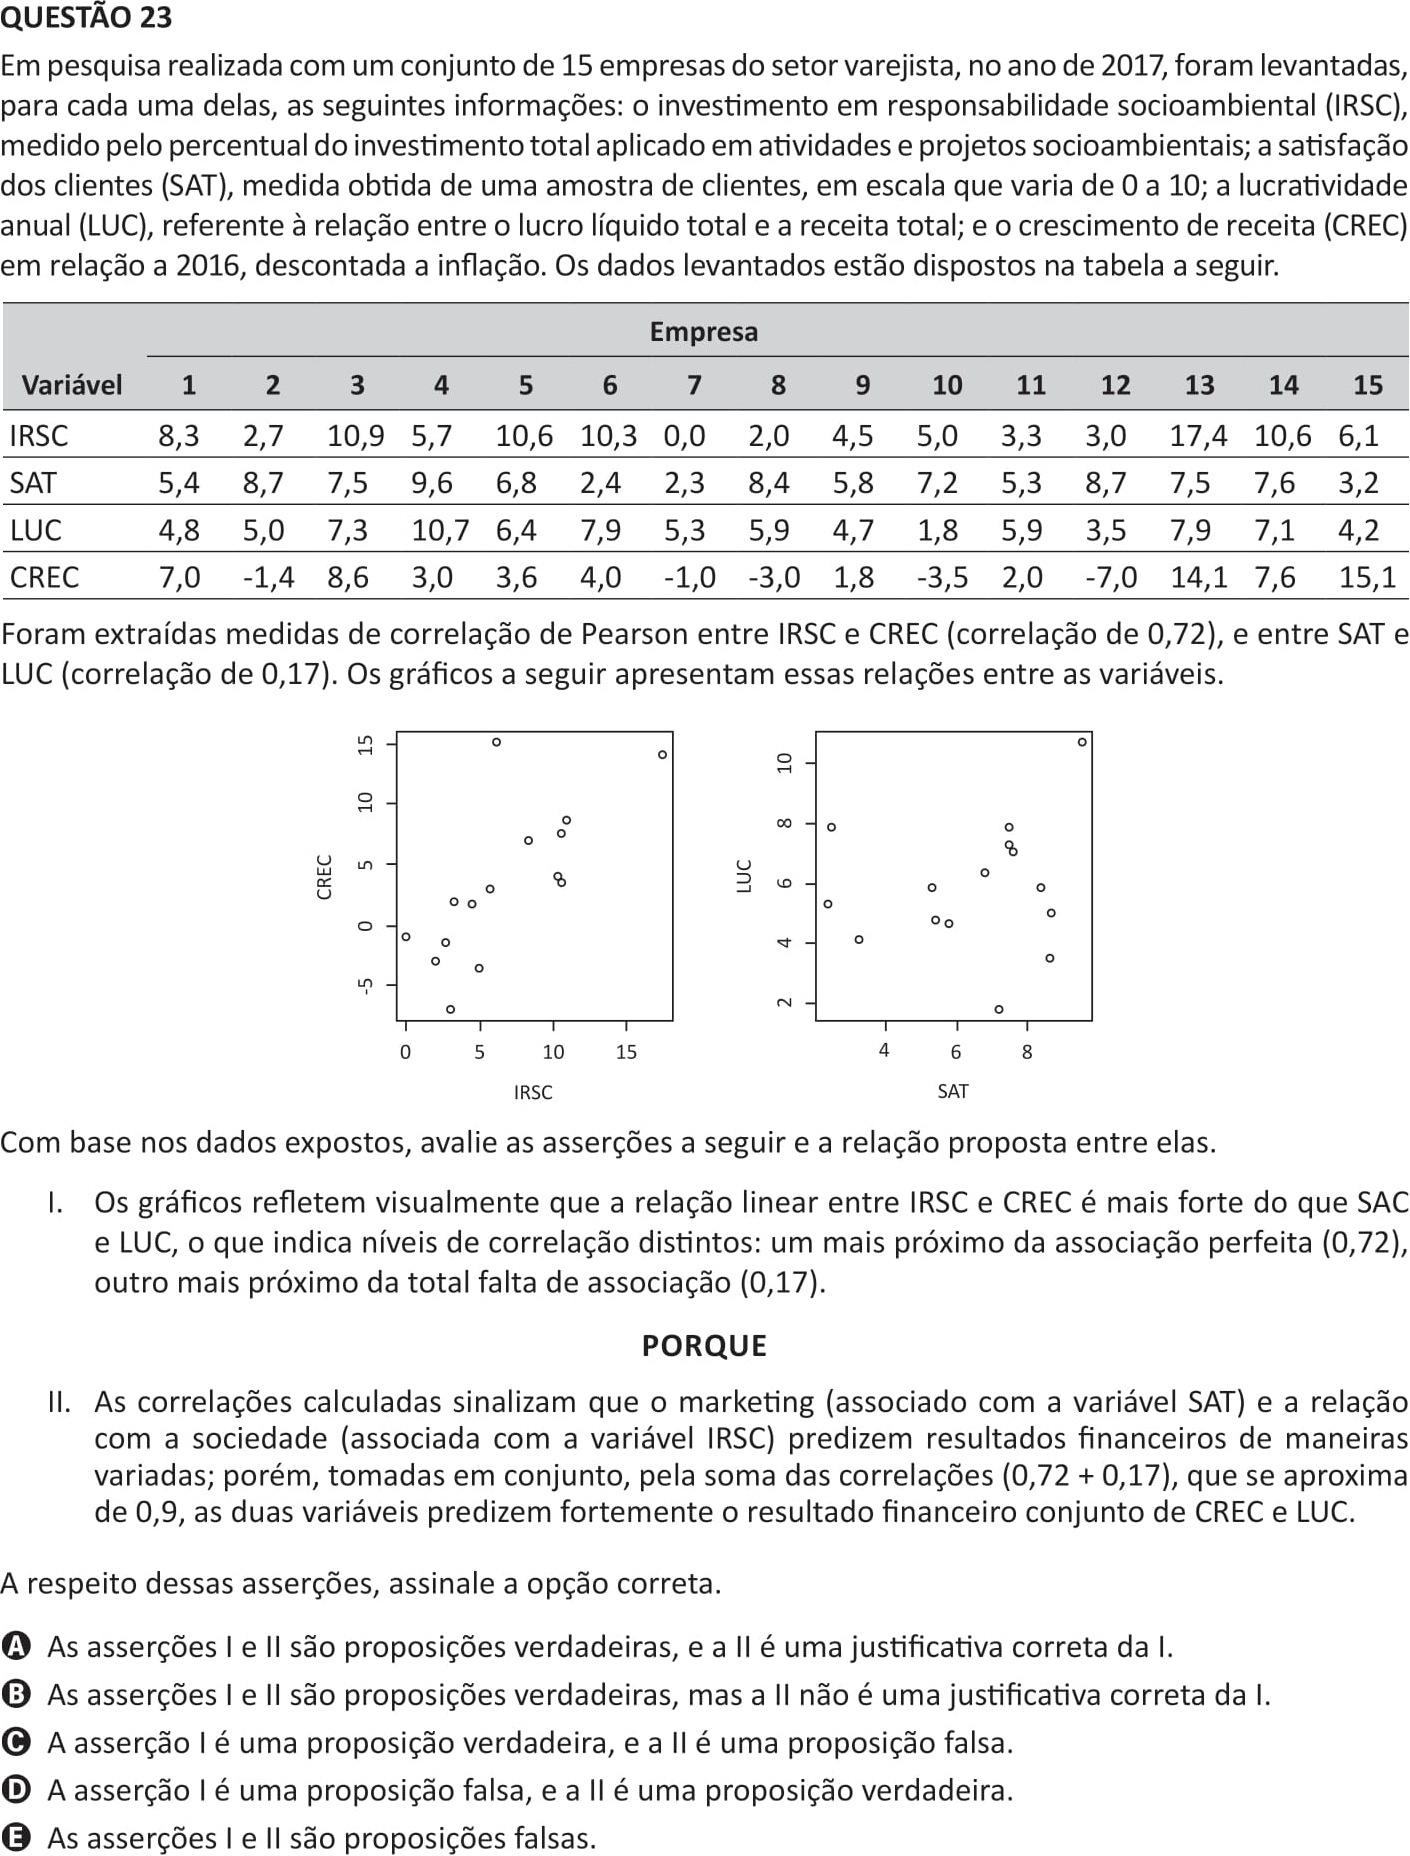 QUESTÃO 23
Em pesquisa realizada com um conjunto de 15 empresas do setor varejista, no ano de 2017, foram levantadas,
para cada uma delas, as seguintes informações: o investimento em responsabilidade socioambiental (IRSC),
medido pelo percentual do investimento total aplicado em atividades e projetos socioambientais; a satisfação
dos clientes (SAT), medida obtida de uma amostra de clientes, em escala que varia de 0 a 10; a lucratividade
anual (LUC), referente à relação entre o lucro líquido total e a receita total; e o crescimento de receita (CREC)
em relação a 2016, descontada a inflação. Os dados levantados estão dispostos na tabela a seguir.
Empresa
Variável 1 2 3 4 5 6 7 8 9 10 11 12 13 14 15
IRSC 8,3 2,7 10,9 5,7 10,6 10,3 0,0 2,0 4,5 5,0 3,3 3,0 17,4 10,6 6,1
SAT 5,4 8,7 7,5 9,6 6,8 2,4 2,3 8,4 5,8 7,2 5,3 8,7 7,5 7,6 3,2
LUC 4,8 5,0 7,3 10,7 6,4 7,9 5,3 5,9 4,7 1,8 5,9 3,5 7,9 7,1 4,2
CREC 7,0 -1,4 8,6 3,0 3,6 4,0 -1,0 -3,0 1,8 -3,5 2,0 -7,0 14,1 7,6 15,1
Foram extraídas medidas de correlação de Pearson entre IRSC e CREC (correlação de 0,72), e entre SAT e
LUC (correlação de 0,17). Os gráficos a seguir apresentam essas relações entre as variáveis.
CREC
15
10
5
0
-5
0 5 10 15
IRSC
LUC
10
8
6
4
2
4 6 8
SAT
Com base nos dados expostos, avalie as asserções a seguir e a relação proposta entre elas.
I. Os gráficos refletem visualmente que a relação linear entre IRSC e CREC é mais forte do que SAC
e LUC, o que indica níveis de correlação distintos: um mais próximo da associação perfeita (0,72),
outro mais próximo da total falta de associação (0,17).
PORQUE
II. As correlações calculadas sinalizam que o marketing (associado com a variável SAT) e a relação
com a sociedade (associada com a variável IRSC) predizem resultados financeiros de maneiras
variadas; porém, tomadas em conjunto, pela soma das correlações (0,72 + 0,17), que se aproxima
de 0,9, as duas variáveis predizem fortemente o resultado financeiro conjunto de CREC e LUC.
A respeito dessas asserções, assinale a opção correta.
A As asserções I e II são proposições verdadeiras, e a II é uma justificativa correta da I.
B As asserções I e II são proposições verdadeiras, mas a II não é uma justificativa correta da I.
C A asserção I é uma proposição verdadeira, e a II é uma proposição falsa.
D A asserção I é uma proposição falsa, e a II é uma proposição verdadeira.
E As asserções I e II são proposições falsas.